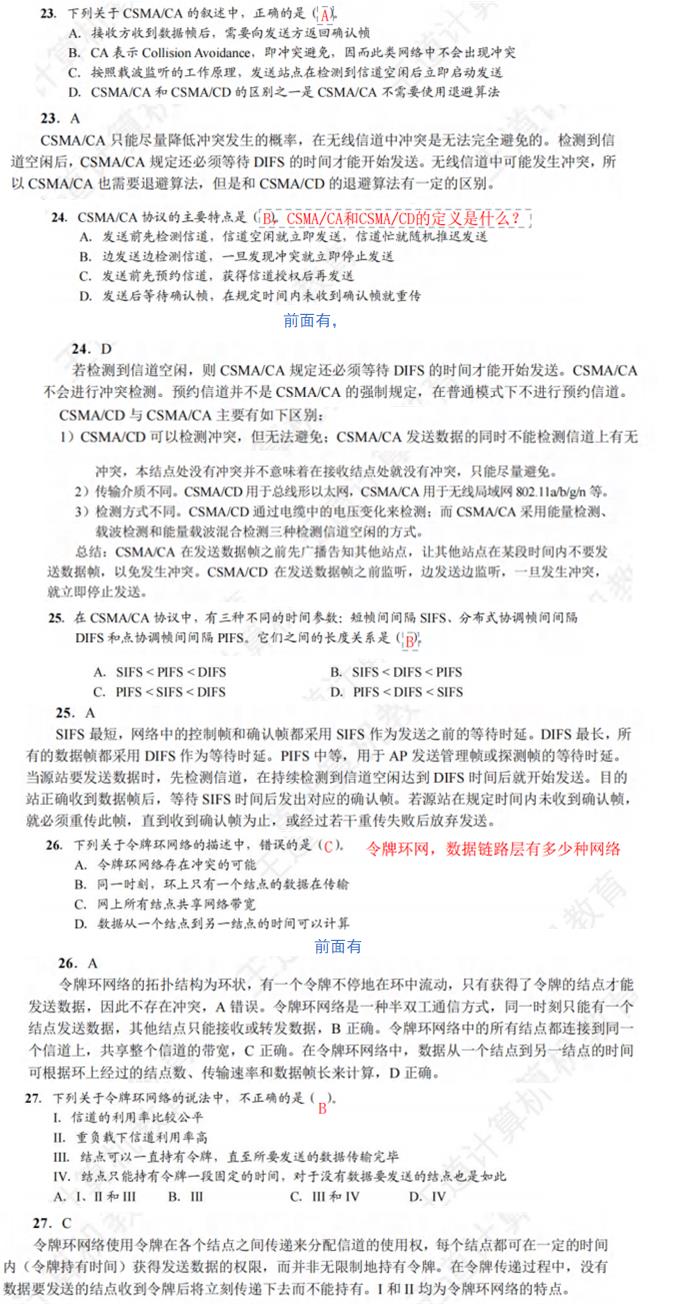 23. 下列关于 CSMA/CA 的叙述中，正确的是（A）。
A. 接收方收到数据帧后，需要向发送方返回确认帧
B. CA 表示 Collision Avoidance，即冲突避免，因而此类网络中不会出现冲突
C. 按照载波监听的工作原理，发送站点在检测到信道空闲后立即启动发送
D. CSMA/CA 和 CSMA/CD 的区别之一是 CSMA/CA 不需要使用退避算法
23. A
CSMA/CA 只能尽量降低冲突发生的概率，在无线信道中冲突是无法完全避免的。检测到信
道空闲后，CSMA/CA 规定还必须等待 DIFS 的时间才能开始发送。无线信道中可能发生冲突，所
以 CSMA/CA 也需要退避算法，但是和 CSMA/CD 的退避算法有一定的区别。
24. CSMA/CA 协议的主要特点是（B）。CSMA/CA和CSMA/CD的定义是什么？
A. 发送前先检测信道，信道空闲就立即发送，信道忙就随机推迟发送
B. 边发送边检测信道，一旦发现冲突就立即停止发送
C. 发送前先预约信道，获得信道授权后再发送
D. 发送后等待确认帧，在规定时间内未收到确认帧就重传
前面有，
24. D
若检测到信道空闲，则 CSMA/CA 规定还必须等待 DIFS 的时间才能开始发送。CSMA/CA
不会进行冲突检测。预约信道并不是 CSMA/CA 的强制规定，在普通模式下不进行预约信道。
CSMA/CD 与 CSMA/CA 主要有如下区别：
1）CSMA/CD 可以检测冲突，但无法避免；CSMA/CA 发送数据的同时不能检测信道上有无
冲突，本结点处没有冲突并不意味着在接收结点处就没有冲突，只能尽量避免。
2）传输介质不同。CSMA/CD 用于总线形以太网，CSMA/CA 用于无线局域网 802.11a/b/g/n 等。
3）检测方式不同。CSMA/CD 通过电缆中的电压变化来检测；而 CSMA/CA 采用能量检测、
载波检测和能量载波混合检测三种检测信道空闲的方式。
总结：CSMA/CA 在发送数据帧之前先广播告知其他站点，让其他站点在某段时间内不要发
送数据帧，以免发生冲突。CSMA/CD 在发送数据帧之前监听，边发送边监听，一旦发生冲突，
就立即停止发送。
25. 在 CSMA/CA 协议中，有三种不同的时间参数：短帧间间隔 SIFS、分布式协调帧间间隔
DIFS 和点协调帧间间隔 PIFS。它们之间的长度关系是（B）。
A. SIFS < PIFS < DIFS B. SIFS < DIFS < PIFS
C. PIFS < SIFS < DIFS D. PIFS < DIFS < SIFS
25. A
SIFS 最短，网络中的控制帧和确认帧都采用 SIFS 作为发送之前的等待时延。DIFS 最长，所
有的数据帧都采用 DIFS 作为等待时延。PIFS 中等，用于 AP 发送管理帧或探测帧的等待时延。
当源站要发送数据时，先检测信道，在持续检测到信道空闲达到 DIFS 时间后就开始发送。目的
站正确收到数据帧后，等待 SIFS 时间后发出对应的确认帧。若源站在规定时间内未收到确认帧，
就必须重传此帧，直到收到确认帧为止，或经过若干重传失败后放弃发送。
26. 下列关于令牌环网络的描述中，错误的是（C）。 令牌环网，数据链路层有多少种网络
A. 令牌环网络存在冲突的可能
B. 同一时刻，环上只有一个结点的数据在传输
C. 网上所有结点共享网络带宽
D. 数据从一个结点到另一结点的时间可以计算
前面有
26. A
令牌环网络的拓扑结构为环状，有一个令牌不停地在环中流动，只有获得了令牌的结点才能
发送数据，因此不存在冲突，A 错误。令牌环网络是一种半双工通信方式，同一时刻只能有一个
结点发送数据，其他结点只能接收或转发数据，B 正确。令牌环网络中的所有结点都连接到同一
个信道上，共享整个信道的带宽，C 正确。在令牌环网络中，数据从一个结点到另一结点的时间
可根据环上经过的结点数、传输速率和数据帧长来计算，D 正确。
27. 下列关于令牌环网络的说法中，不正确的是（B）。
I. 信道的利用率比较公平
II. 重负载下信道利用率高
III. 结点可以一直持有令牌，直至所要发送的数据传输完毕
IV. 结点只能持有令牌一段固定的时间，对于没有数据要发送的结点也是如此
A. I、II 和 III B. III C. III 和 IV D. IV
27. C
令牌环网络使用令牌在各个结点之间传递来分配信道的使用权，每个结点都可在一定的时间
内（令牌持有时间）获得发送数据的权限，而并非无限制地持有令牌。在令牌传递过程中，没有
数据要发送的结点收到令牌后将立刻传递下去而不能持有。I 和 II 均为令牌环网络的特点。